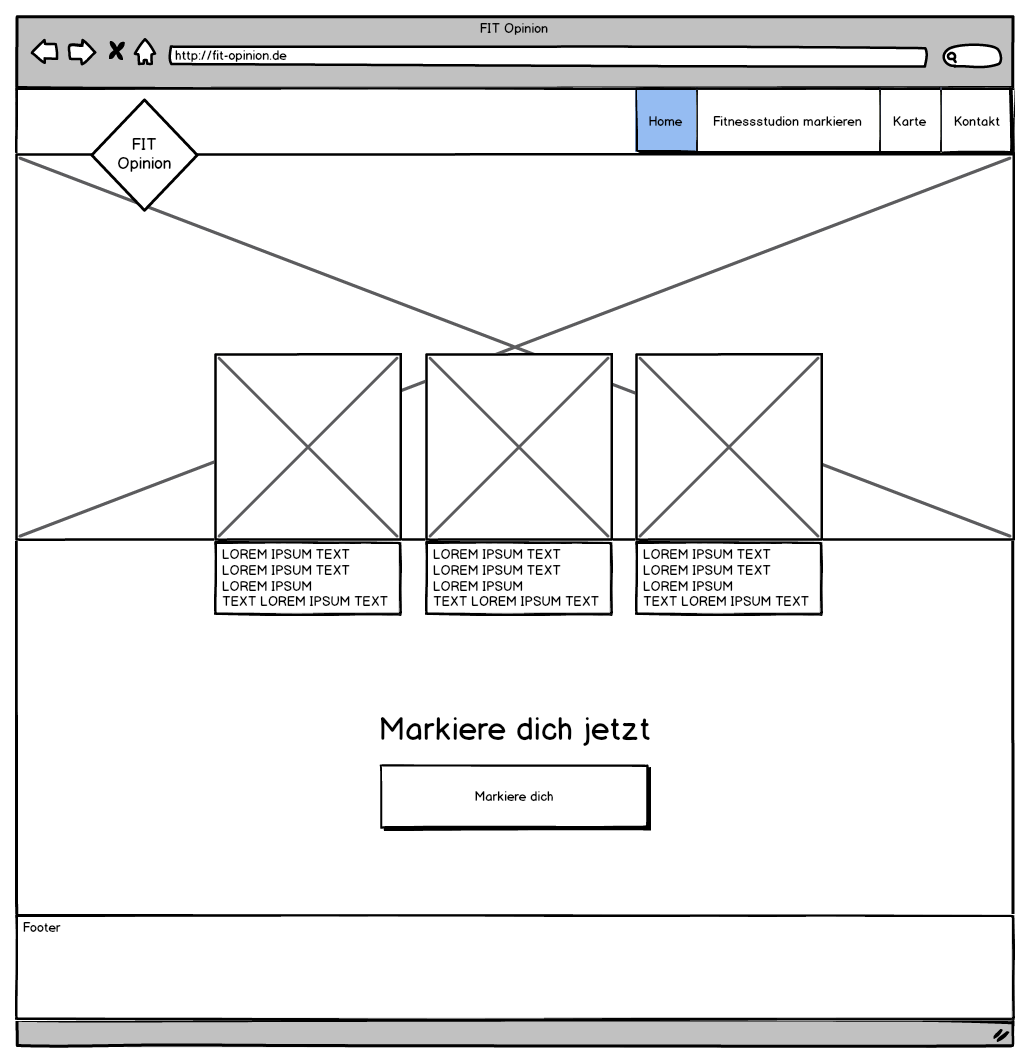 FIT Opinion
http://fit-opinion.de
FIT
Opinion
Home
Fitnessstudion markieren
Karte
Kontakt
LOREM IPSUM TEXT
LOREM IPSUM TEXT
LOREM IPSUM
TEXT LOREM IPSUM TEXT
LOREM IPSUM TEXT
LOREM IPSUM TEXT
LOREM IPSUM
TEXT LOREM IPSUM TEXT
LOREM IPSUM TEXT
LOREM IPSUM TEXT
LOREM IPSUM
TEXT LOREM IPSUM TEXT
Markiere dich jetzt
Markiere dich
Footer